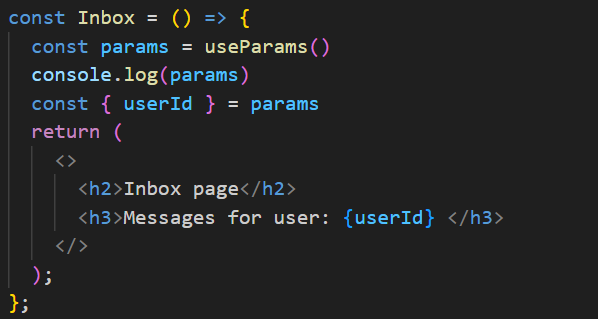 const Inbox = () => {
  const params = useParams()
  console.log(params)
  const { userId } = params
  return (
    <>
      <h2>Inbox page</h2>
      <h3>Messages for user: {userId} </h3>
    </>
  );
};